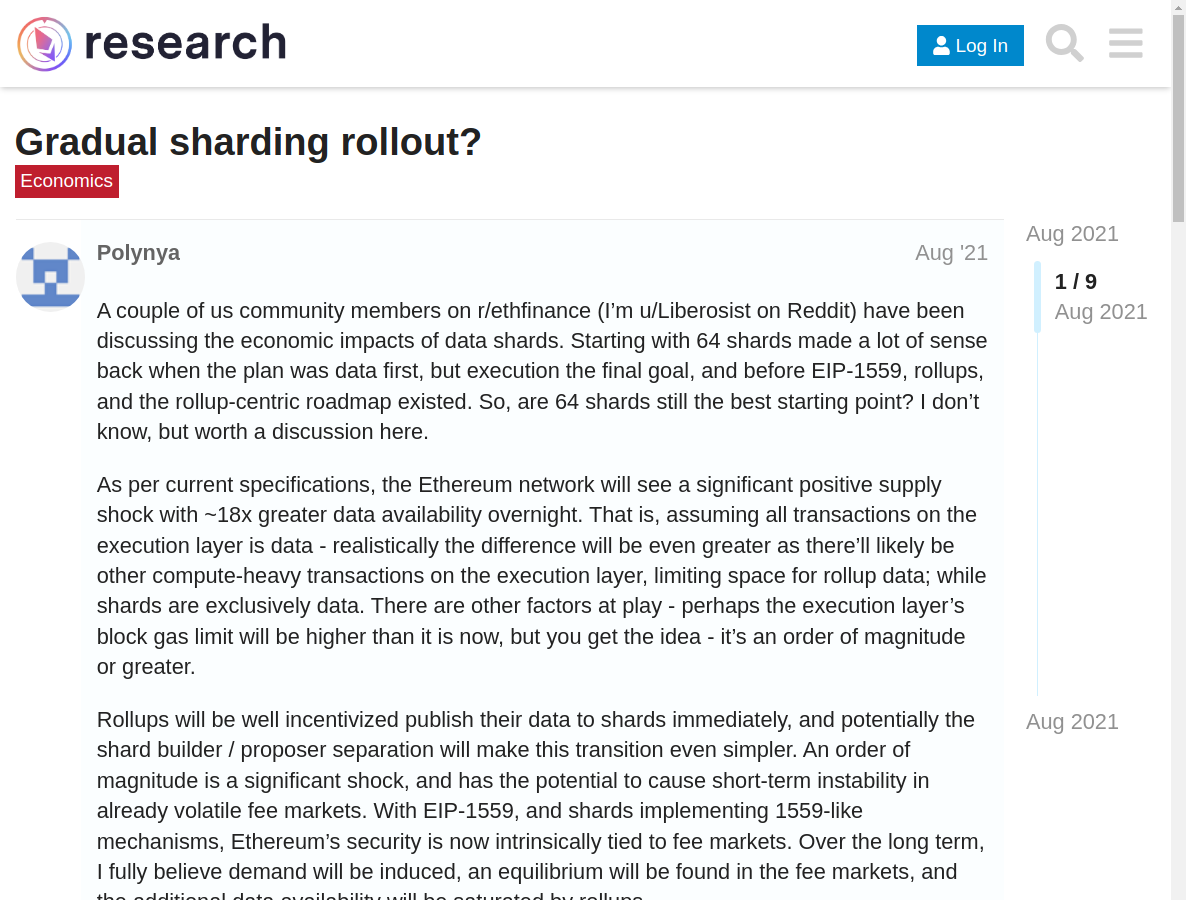 research
Log In
Gradual sharding rollout?
Economics
Polynya
Aug '21
A couple of us community members on r/ethfinance (I’m u/Liberosist on Reddit) have been
discussing the economic impacts of data shards. Starting with 64 shards made a lot of sense
back when the plan was data first, but execution the final goal, and before EIP-1559, rollups,
and the rollup-centric roadmap existed. So, are 64 shards still the best starting point? I don’t
know, but worth a discussion here.
As per current specifications, the Ethereum network will see a significant positive supply
shock with ~18x greater data availability overnight. That is, assuming all transactions on the
execution layer is data - realistically the difference will be even greater as there’ll likely be
other compute-heavy transactions on the execution layer, limiting space for rollup data; while
shards are exclusively data. There are other factors at play - perhaps the execution layer’s
block gas limit will be higher than it is now, but you get the idea - it’s an order of magnitude
or greater.
Rollups will be well incentivized publish their data to shards immediately, and potentially the
shard builder / proposer separation will make this transition even simpler. An order of
magnitude is a significant shock, and has the potential to cause short-term instability in
already volatile fee markets. With EIP-1559, and shards implementing 1559-like
mechanisms, Ethereum’s security is now intrinsically tied to fee markets. Over the long term,
I fully believe demand will be induced, an equilibrium will be found in the fee markets, and
the additional data availability will be saturated by rollups.
Aug 2021
1 / 9
Aug 2021
Aug 2021